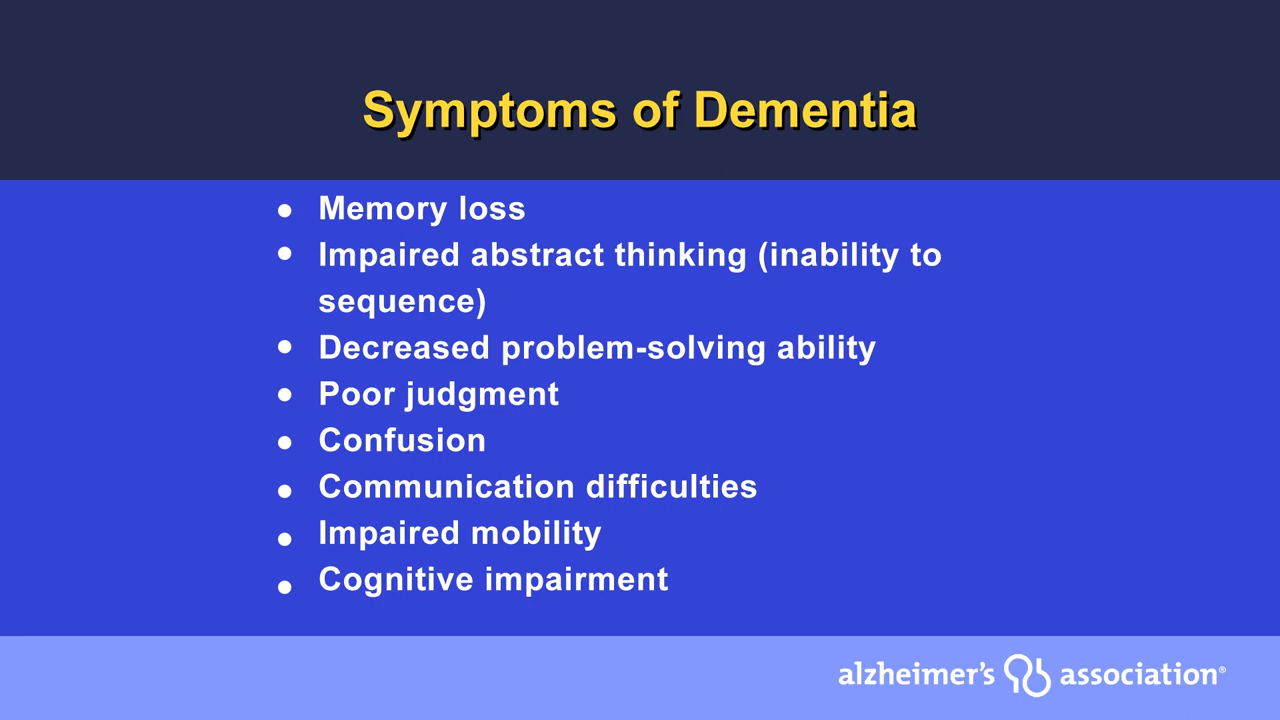 Symptoms of Dementia
• Memory loss
• Impaired abstract thinking (inability to
sequence)
• Decreased problem-solving ability
• Poor judgment
• Confusion
• Communication difficulties
• Impaired mobility
• Cognitive impairment
alzheimer's association®